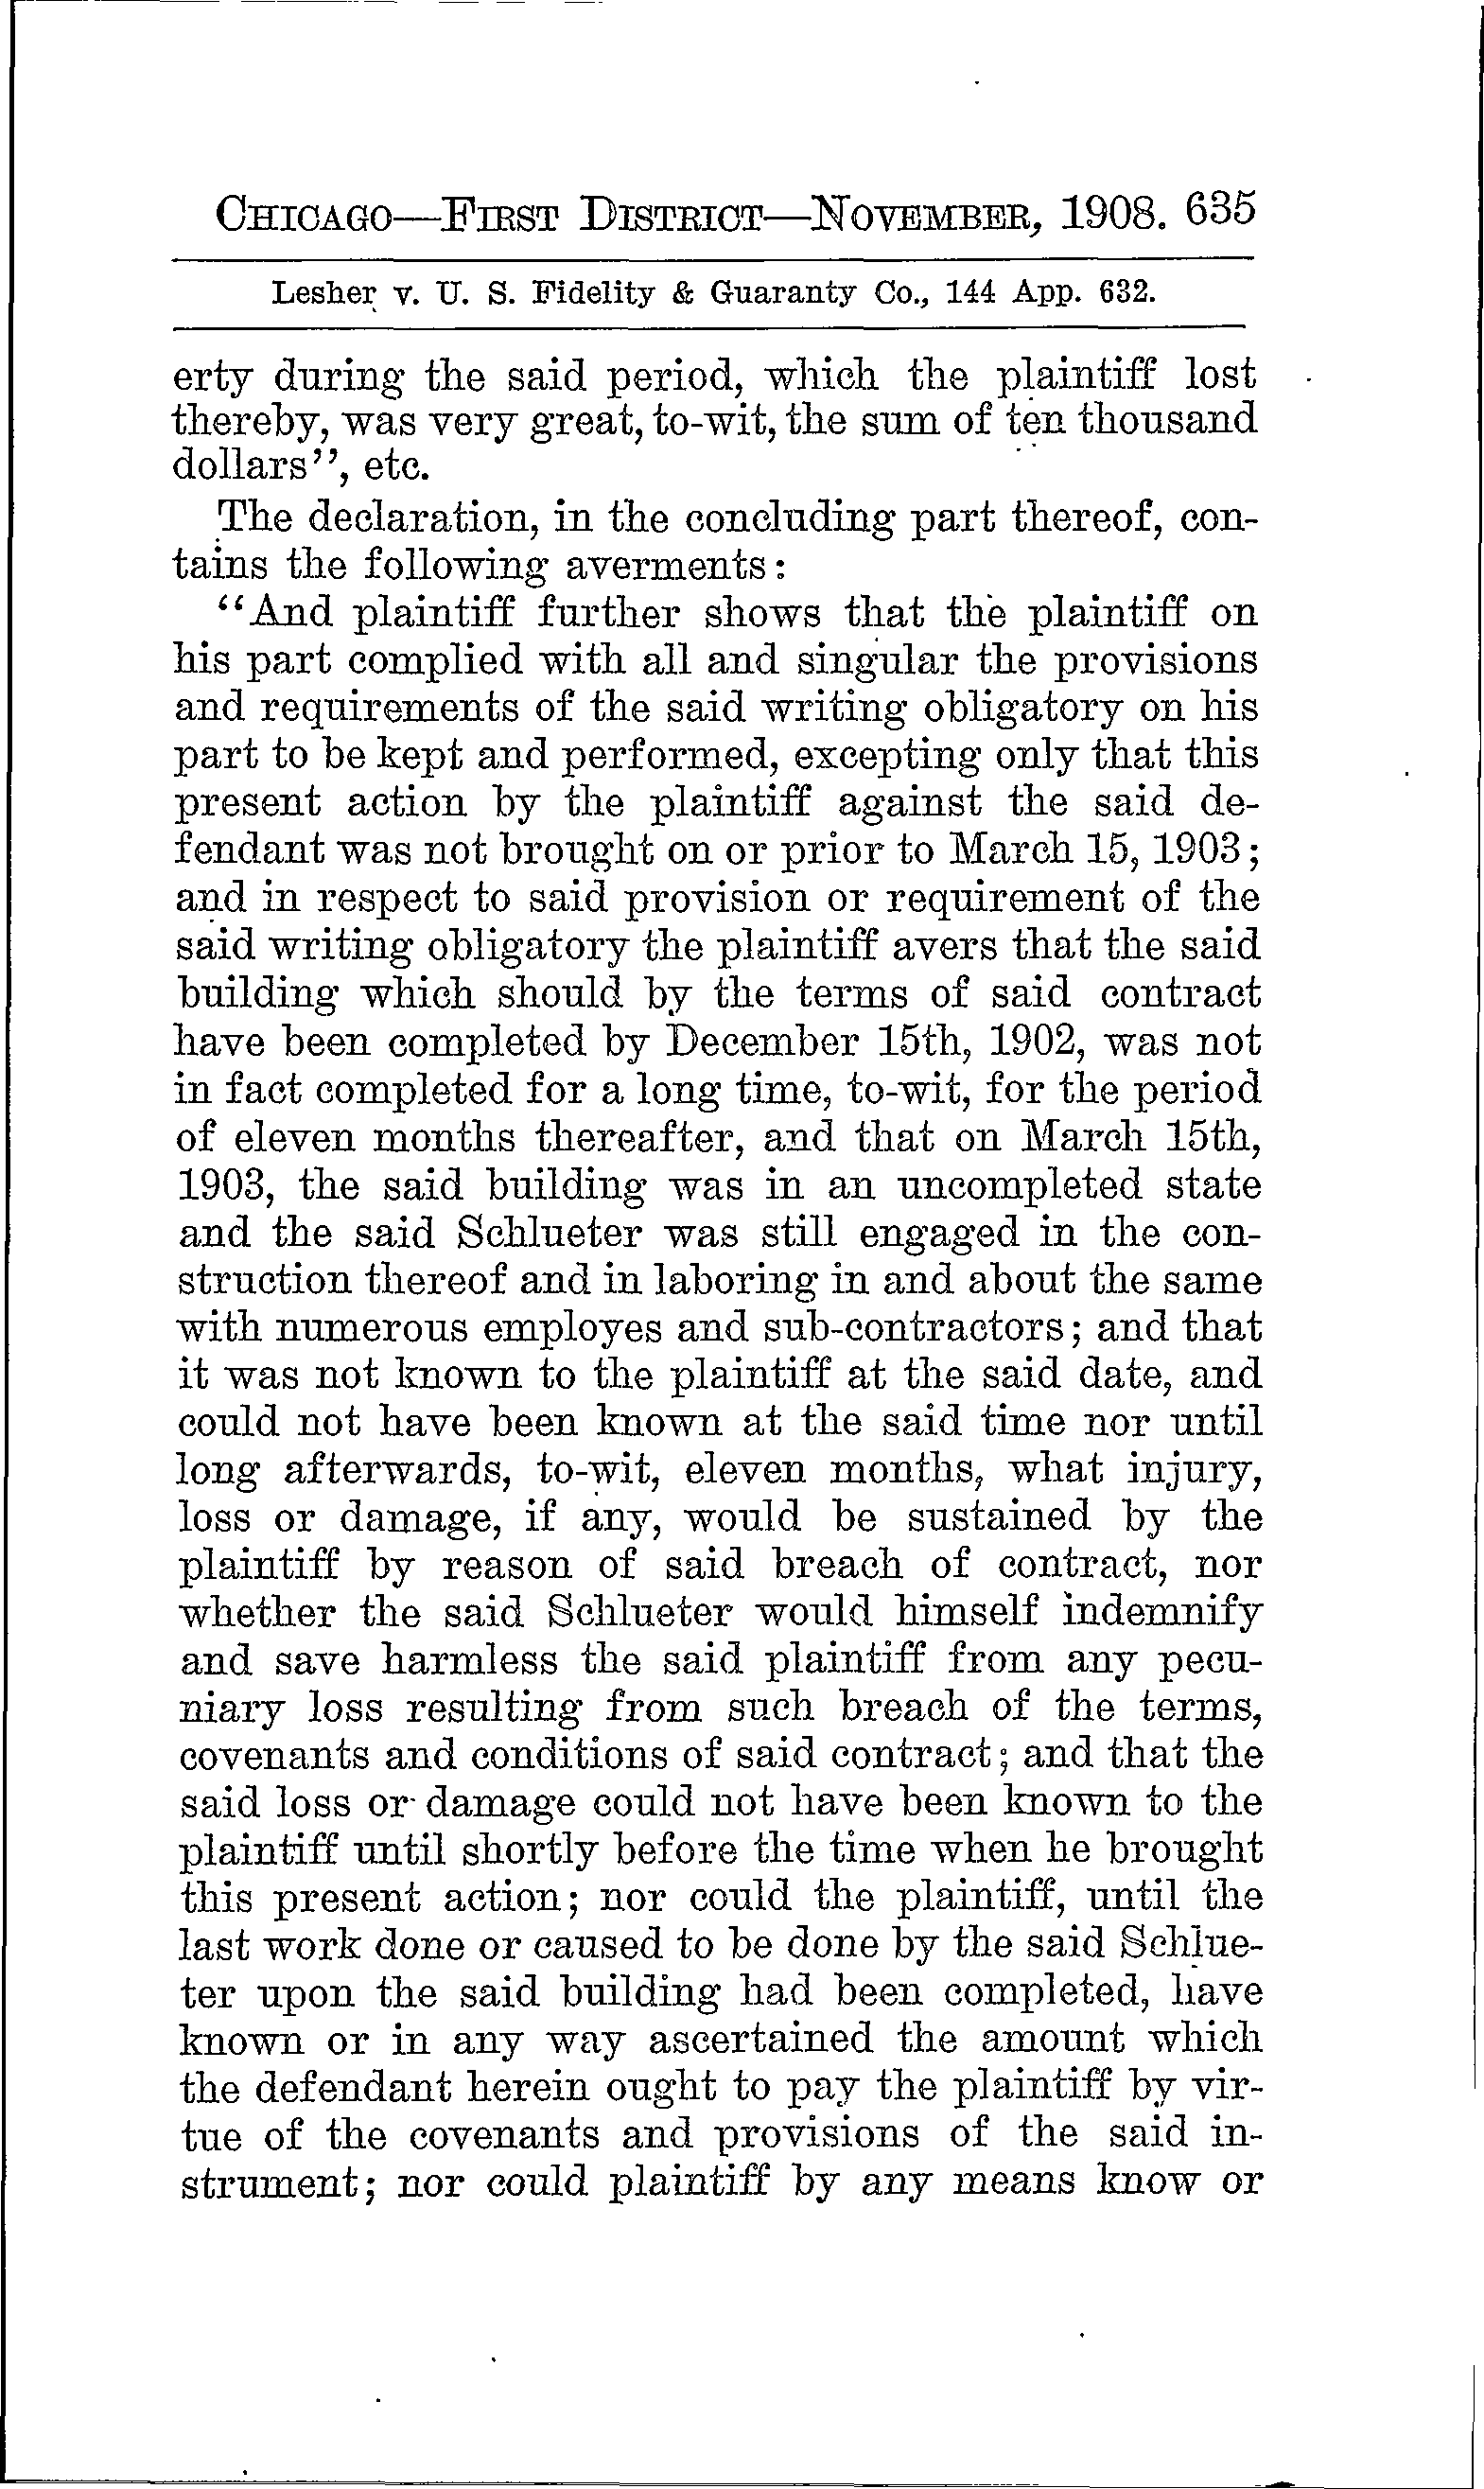 CHICAGO—FIRST DISTRICT—NOVEMBER, 1908. 635
Lesher v. U. S. Fidelity & Guaranty Co., 144 App. 632.
erty during the said period, which the plaintiff lost
thereby, was very great, to-wit, the sum of ten thousand
dollars”, etc.
The declaration, in the concluding part thereof, con-
tains the following averments:
“And plaintiff further shows that the plaintiff on
his part complied with all and singular the provisions
and requirements of the said writing obligatory on his
part to be kept and performed, excepting only that this
present action by the plaintiff against the said de-
fendant was not brought on or prior to March 15, 1903;
and in respect to said provision or requirement of the
said writing obligatory the plaintiff avers that the said
building which should by the terms of said contract
have been completed by December 15th, 1902, was not
in fact completed for a long time, to-wit, for the period
of eleven months thereafter, and that on March 15th,
1903, the said building was in an uncompleted state
and the said Schlueter was still engaged in the con-
struction thereof and in laboring in and about the same
with numerous employes and sub-contractors; and that
it was not known to the plaintiff at the said date, and
could not have been known at the said time nor until
long afterwards, to-wit, eleven months, what injury,
loss or damage, if any, would be sustained by the
plaintiff by reason of said breach of contract, nor
whether the said Schlueter would himself indemnify
and save harmless the said plaintiff from any pecu-
niary loss resulting from such breach of the terms,
covenants and conditions of said contract; and that the
said loss or damage could not have been known to the
plaintiff until shortly before the time when he brought
this present action; nor could the plaintiff, until the
last work done or caused to be done by the said Schlue-
ter upon the said building had been completed, have
known or in any way ascertained the amount which
the defendant herein ought to pay the plaintiff by vir-
tue of the covenants and provisions of the said in-
strument; nor could plaintiff by any means know or